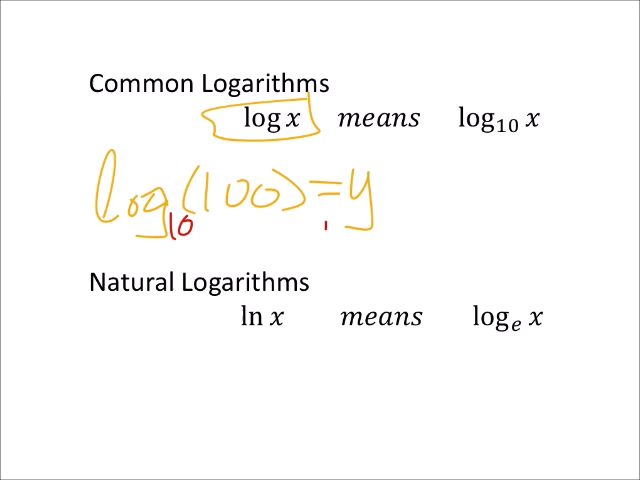 Common Logarithms
log x means log₁₀ x
log₁₀(100) = y
Natural Logarithms
ln x means logₑ x